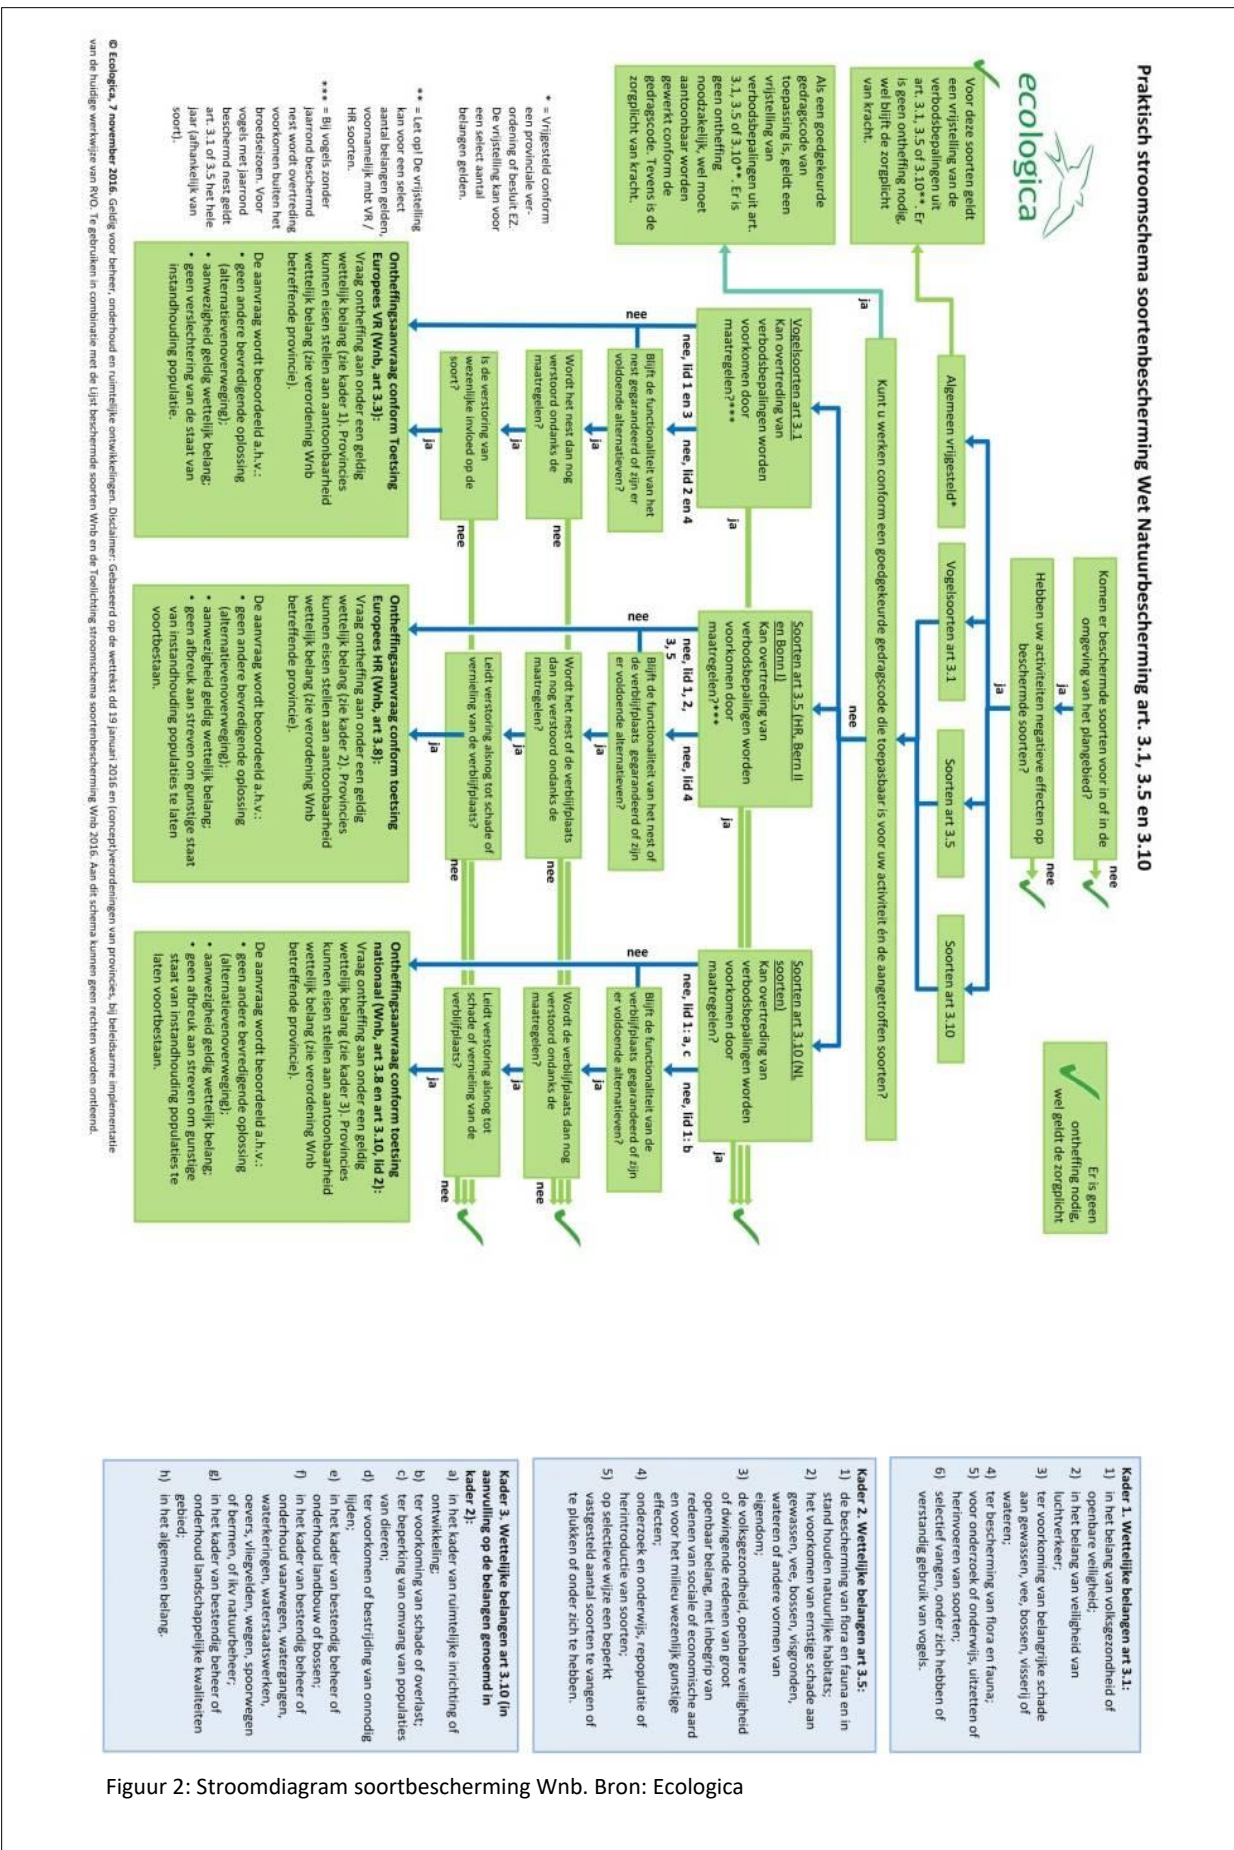 Praktisch stroomschema soortenbescherming Wet Natuurbescherming art. 3.1, 3.5 en 3.10
ecologica
Komen er beschermde soorten voor in of in de
omgeving van het plangebied?
nee
ja
Hebben uw activiteiten negatieve effecten op
beschermde soorten?
nee
ja
Er is geen
ontheffing nodig,
wel geldt de zorgplicht
Algemeen vrijgesteld*
Vogelsoorten art 3.1
Soorten art 3.5
Soorten art 3.10
Voor deze soorten geldt
een vrijstelling van de
verbodsbepalingen uit
art. 3.1, 3.5 of 3.10**. Er
is geen ontheffing nodig,
wel blijft de zorgplicht
van kracht.
Kunt u werken conform een goedgekeurde gedragscode die toepasbaar is voor uw activiteit én de aangetroffen soorten?
ja
nee
Als een goedgekeurde
gedragscode van
toepassing is, geldt een
vrijstelling van
verbodsbepalingen uit art.
3.1, 3.5 of 3.10**. Er is
geen ontheffing
noodzakelijk, wel moet
aantoonbaar worden
gewerkt conform de
gedragscode. Tevens is de
zorgplicht van kracht.
Vogelsoorten art 3.1
Kan overtreding van
verbodsbepalingen worden
voorkomen door
maatregelen?***
ja
Soorten art 3.5 (HR, Bern II
en Bonn I)
Kan overtreding van
verbodsbepalingen worden
voorkomen door
maatregelen?***
ja
Soorten art 3.10 (NL
soorten)
Kan overtreding van
verbodsbepalingen worden
voorkomen door
maatregelen?
ja
nee, lid 1 en 3
nee, lid 2 en 4
nee, lid 1, 2,
3, 5
nee, lid 4
nee, lid 1: a, c
nee, lid 1: b
nee
Blijft de functionaliteit van het
nest gegarandeerd of zijn er
voldoende alternatieven?
ja
nee
Blijft de functionaliteit van het nest of
de verblijfplaats gegarandeerd of zijn
er voldoende alternatieven?
ja
nee
Blijft de functionaliteit van de
verblijfplaats gegarandeerd of zijn
er voldoende alternatieven?
ja
* = Vrijgesteld conform
een provinciale ver-
ordening of besluit EZ.
De vrijstelling kan voor
een select aantal
belangen gelden.
Wordt het nest dan nog
verstoord ondanks de
maatregelen?
nee
ja
Wordt het nest of de verblijfplaats
dan nog verstoord ondanks de
maatregelen?
nee
ja
Wordt de verblijfplaats dan nog
verstoord ondanks de
maatregelen?
nee
ja
Is de verstoring van
wezenlijke invloed op de
soort?
nee
ja
Leidt verstoring alsnog tot schade of
vernieling van de verblijfplaats?
nee
ja
Leidt verstoring alsnog tot
schade of vernieling van de
verblijfplaats?
nee
ja
** = Let op! De vrijstelling
kan voor een select
aantal belangen gelden,
voornamelijk mbt VR /
HR soorten.
*** = Bij vogels zonder
jaarrond beschermd
nest wordt overtreding
voorkomen buiten het
broedseizoen. Voor
vogels met jaarrond
beschermd nest geldt
art. 3.1 of 3.5 het hele
jaar (afhankelijk van
soort).
Ontheffingsaanvraag conform Toetsing
Europees VR (Wnb, art 3.3):
Vraag ontheffing aan onder een geldig
wettelijk belang (zie kader 1). Provincies
kunnen eisen stellen aan aantoonbaarheid
wettelijk belang (zie verordening Wnb
betreffende provincie).
De aanvraag wordt beoordeeld a.h.v.:
• geen andere bevredigende oplossing
(alternatievenoverweging);
• aanwezigheid geldig wettelijk belang;
• geen verslechtering van de staat van
instandhouding populatie.
Ontheffingsaanvraag conform toetsing
Europees HR (Wnb, art 3.8):
Vraag ontheffing aan onder een geldig
wettelijk belang (zie kader 2). Provincies
kunnen eisen stellen aan aantoonbaarheid
wettelijk belang (zie verordening Wnb
betreffende provincie).
De aanvraag wordt beoordeeld a.h.v.:
• geen andere bevredigende oplossing
(alternatievenoverweging);
• aanwezigheid geldig wettelijk belang;
• geen afbreuk aan streven om gunstige staat
van instandhouding populaties te laten
voortbestaan.
Ontheffingsaanvraag conform toetsing
nationaal (Wnb, art 3.8 en art 3.10, lid 2):
Vraag ontheffing aan onder een geldig
wettelijk belang (zie kader 3). Provincies
kunnen eisen stellen aan aantoonbaarheid
wettelijk belang (zie verordening Wnb
betreffende provincie).
De aanvraag wordt beoordeeld a.h.v.:
• geen andere bevredigende oplossing
(alternatievenoverweging);
• aanwezigheid geldig wettelijk belang;
• geen afbreuk aan streven om gunstige
staat van instandhouding populaties te
laten voortbestaan.
© Ecologica, 7 november 2016. Geldig voor beheer, onderhoud en ruimtelijke ontwikkelingen. Disclaimer: Gebaseerd op de wettekst dd 19 januari 2016 en (concept)verordeningen van provincies, bij beleidsarme implementatie
van de huidige werkwijze van RVO. Te gebruiken in combinatie met de Lijst beschermde soorten Wnb en de Toelichting stroomschema soortenbescherming Wnb 2016. Aan dit schema kunnen geen rechten worden ontleend.
Kader 1. Wettelijke belangen art 3.1:
1) in het belang van volksgezondheid of
openbare veiligheid;
2) in het belang van veiligheid van
luchtverkeer;
3) ter voorkoming van belangrijke schade
aan gewassen, vee, bossen, visserij of
wateren;
4) ter bescherming van flora en fauna;
5) voor onderzoek of onderwijs, uitzetten of
herinvoeren van soorten;
6) selectief vangen, onder zich hebben of
verstandig gebruik van vogels.
Kader 2. Wettelijke belangen art 3.5:
1) de bescherming van flora en fauna en in
stand houden natuurlijke habitats;
2) het voorkomen van ernstige schade aan
gewassen, vee, bossen, visgronden,
wateren of andere vormen van
eigendom;
3) de volksgezondheid, openbare veiligheid
of dwingende redenen van groot
openbaar belang, met inbegrip van
redenen van sociale of economische aard
en voor het milieu wezenlijk gunstige
effecten;
4) onderzoek en onderwijs, repopulatie of
herintroductie van soorten;
5) op selectieve wijze een beperkt
vastgesteld aantal soorten te vangen of
te plukken of onder zich te hebben.
Kader 3. Wettelijke belangen art 3.10 (in
aanvulling op de belangen genoemd in
kader 2):
a) in het kader van ruimtelijke inrichting of
ontwikkeling;
b) ter voorkoming van schade of overlast;
c) ter beperking van omvang van populaties
van dieren;
d) ter voorkomen of bestrijding van onnodig
lijden;
e) in het kader van bestendig beheer of
onderhoud landbouw of bossen;
f) in het kader van bestendig beheer of
onderhoud vaarwegen, watergangen,
waterkeringen, waterstaatswerken,
oevers, vliegvelden, wegen, spoorwegen
of bermen, of ikv natuurbeheer;
g) in het kader van bestendig beheer of
onderhoud landschappelijke kwaliteiten
gebied;
h) in het algemeen belang.
Figuur 2: Stroomdiagram soortbescherming Wnb. Bron: Ecologica